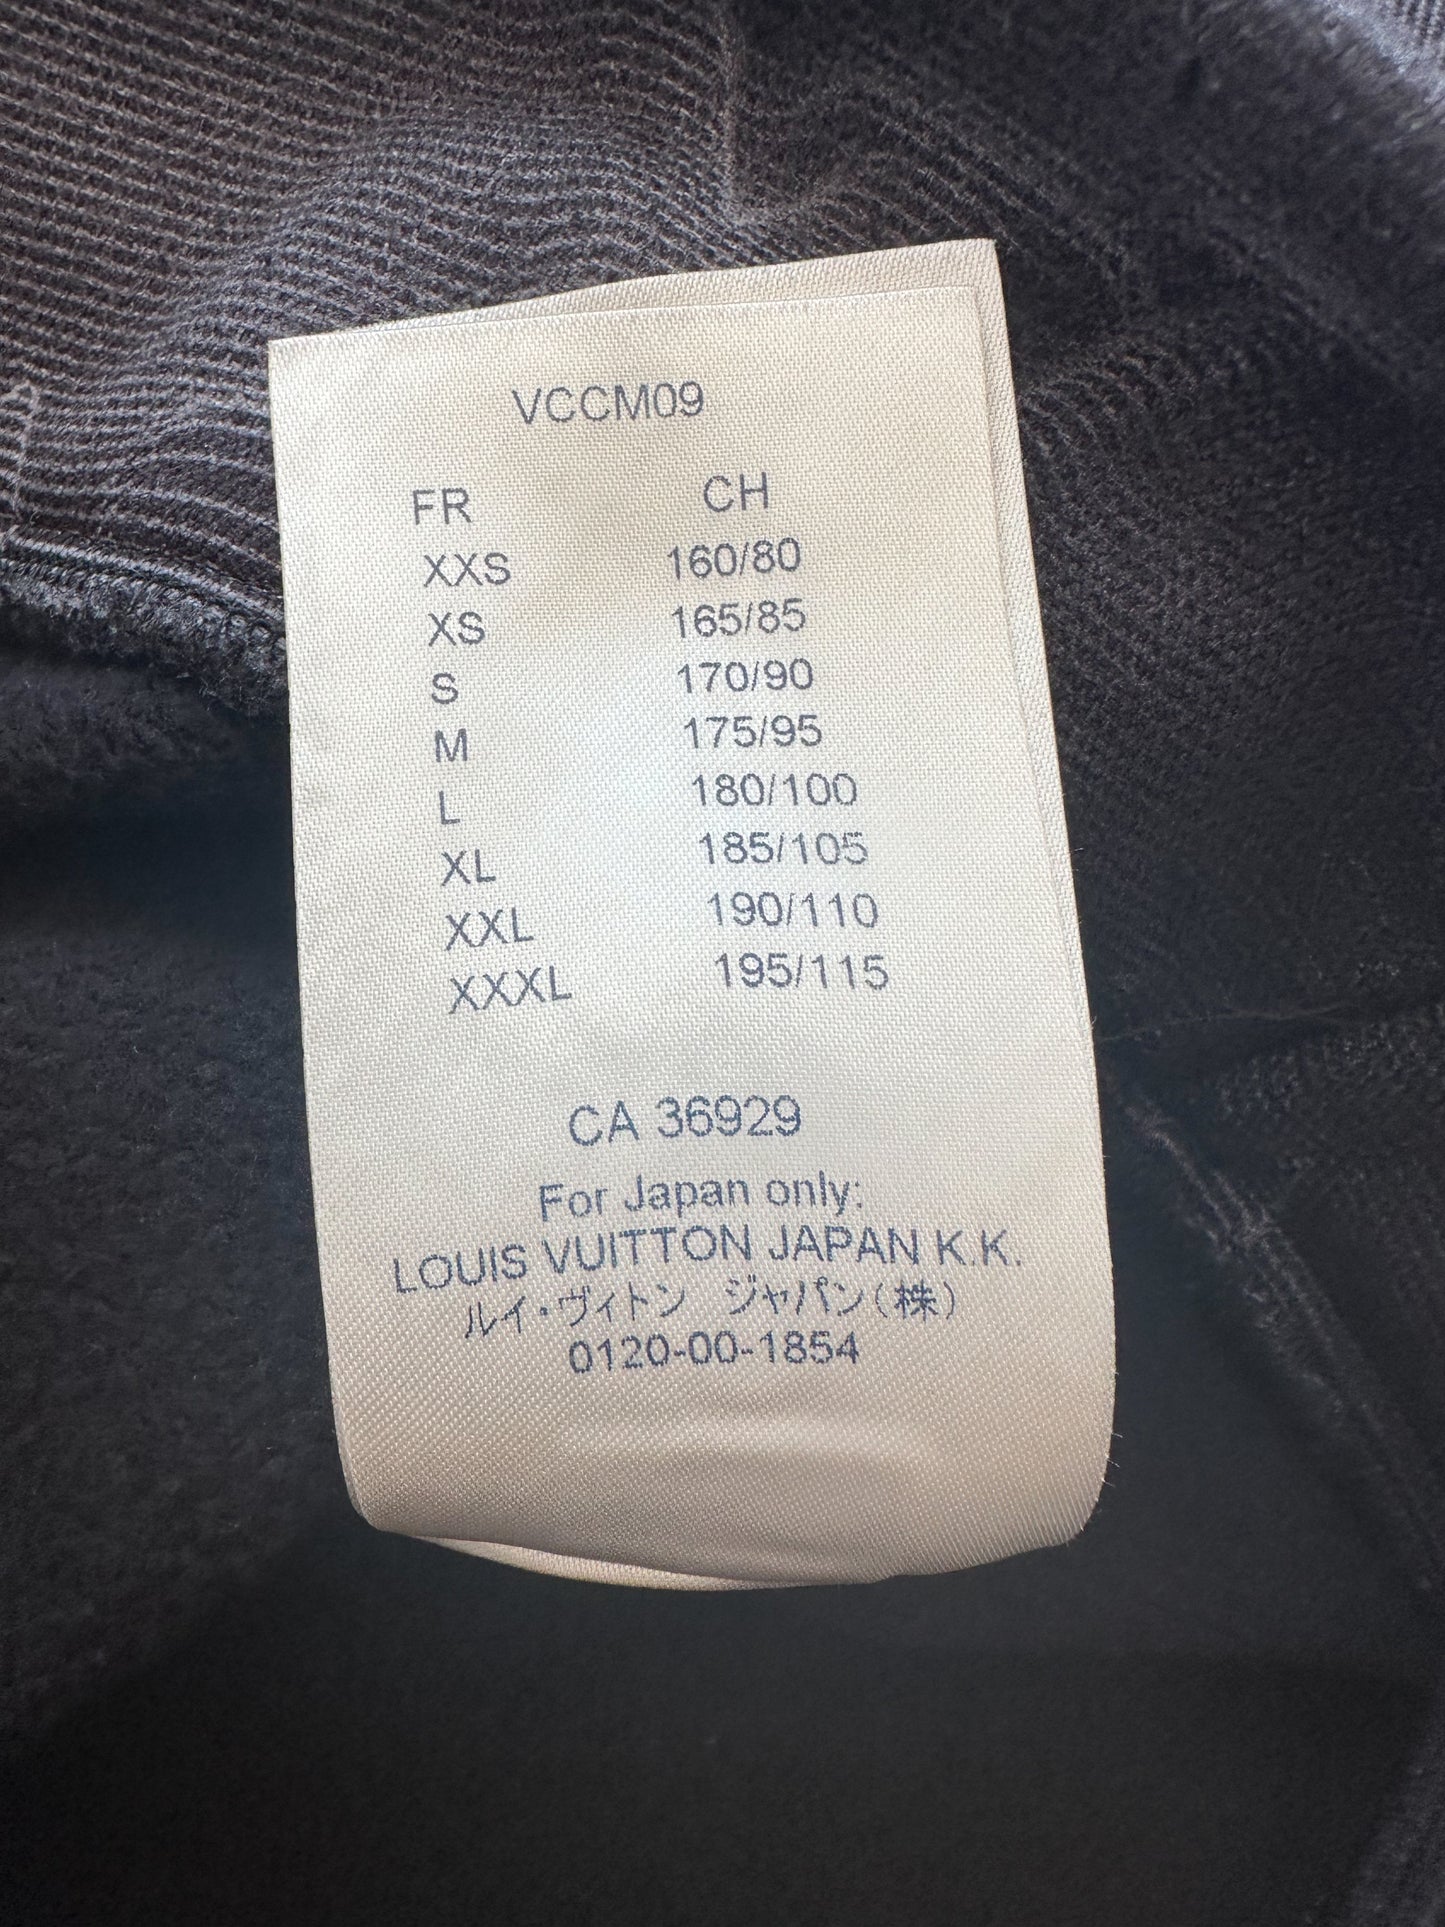 VCCM09
FR CH
XXS 160/80
XS 165/85
S 170/90
M 175/95
L 180/100
XL 185/105
XXL 190/110
XXXL 195/115
CA 36929
For Japan only:
LOUIS VUITTON JAPAN K.K.
ルイ・ヴィトン ジャパン(株)
0120-00-1854